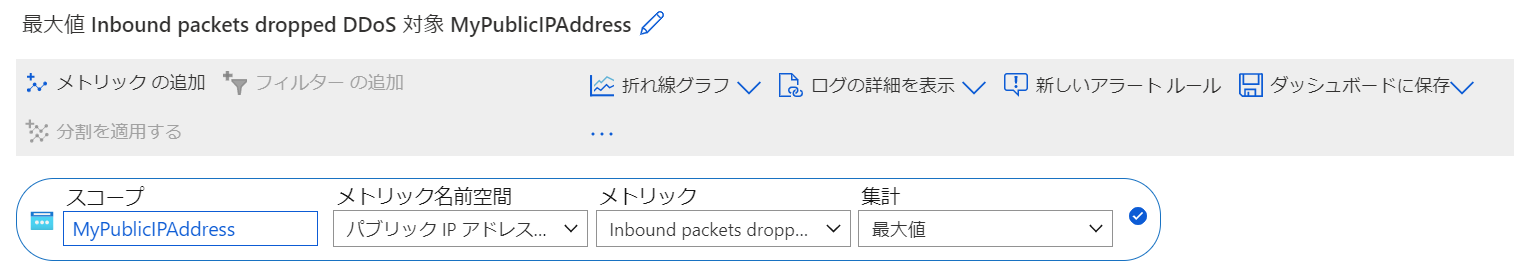 最大値 Inbound packets dropped DDoS 対象 MyPublicIPAddress
メトリック の追加 フィルター の追加 折れ線グラフ ログの詳細を表示 新しいアラート ルール ダッシュボードに保存
分割を適用する ...
スコープ メトリック名前空間 メトリック 集計
MyPublicIPAddress パブリック IP アドレス... Inbound packets dropp... 最大値